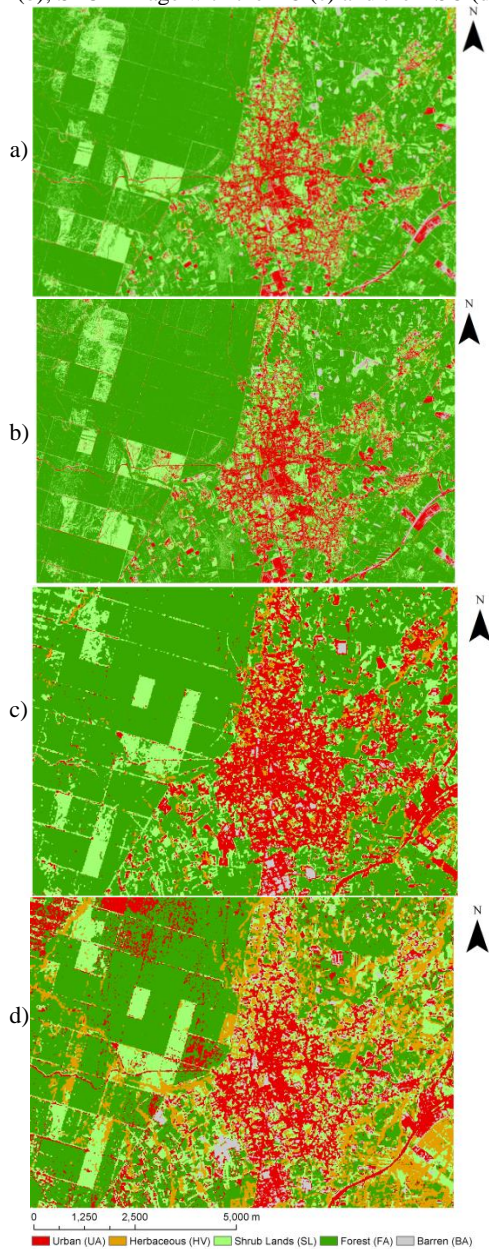 N
a)
N
b)
N
c)
N
d)
0 1,250 2,500 5,000 m
Urban (UA) Herbaceous (HV) Shrub Lands (SL) Forest (FA) Barren (BA)